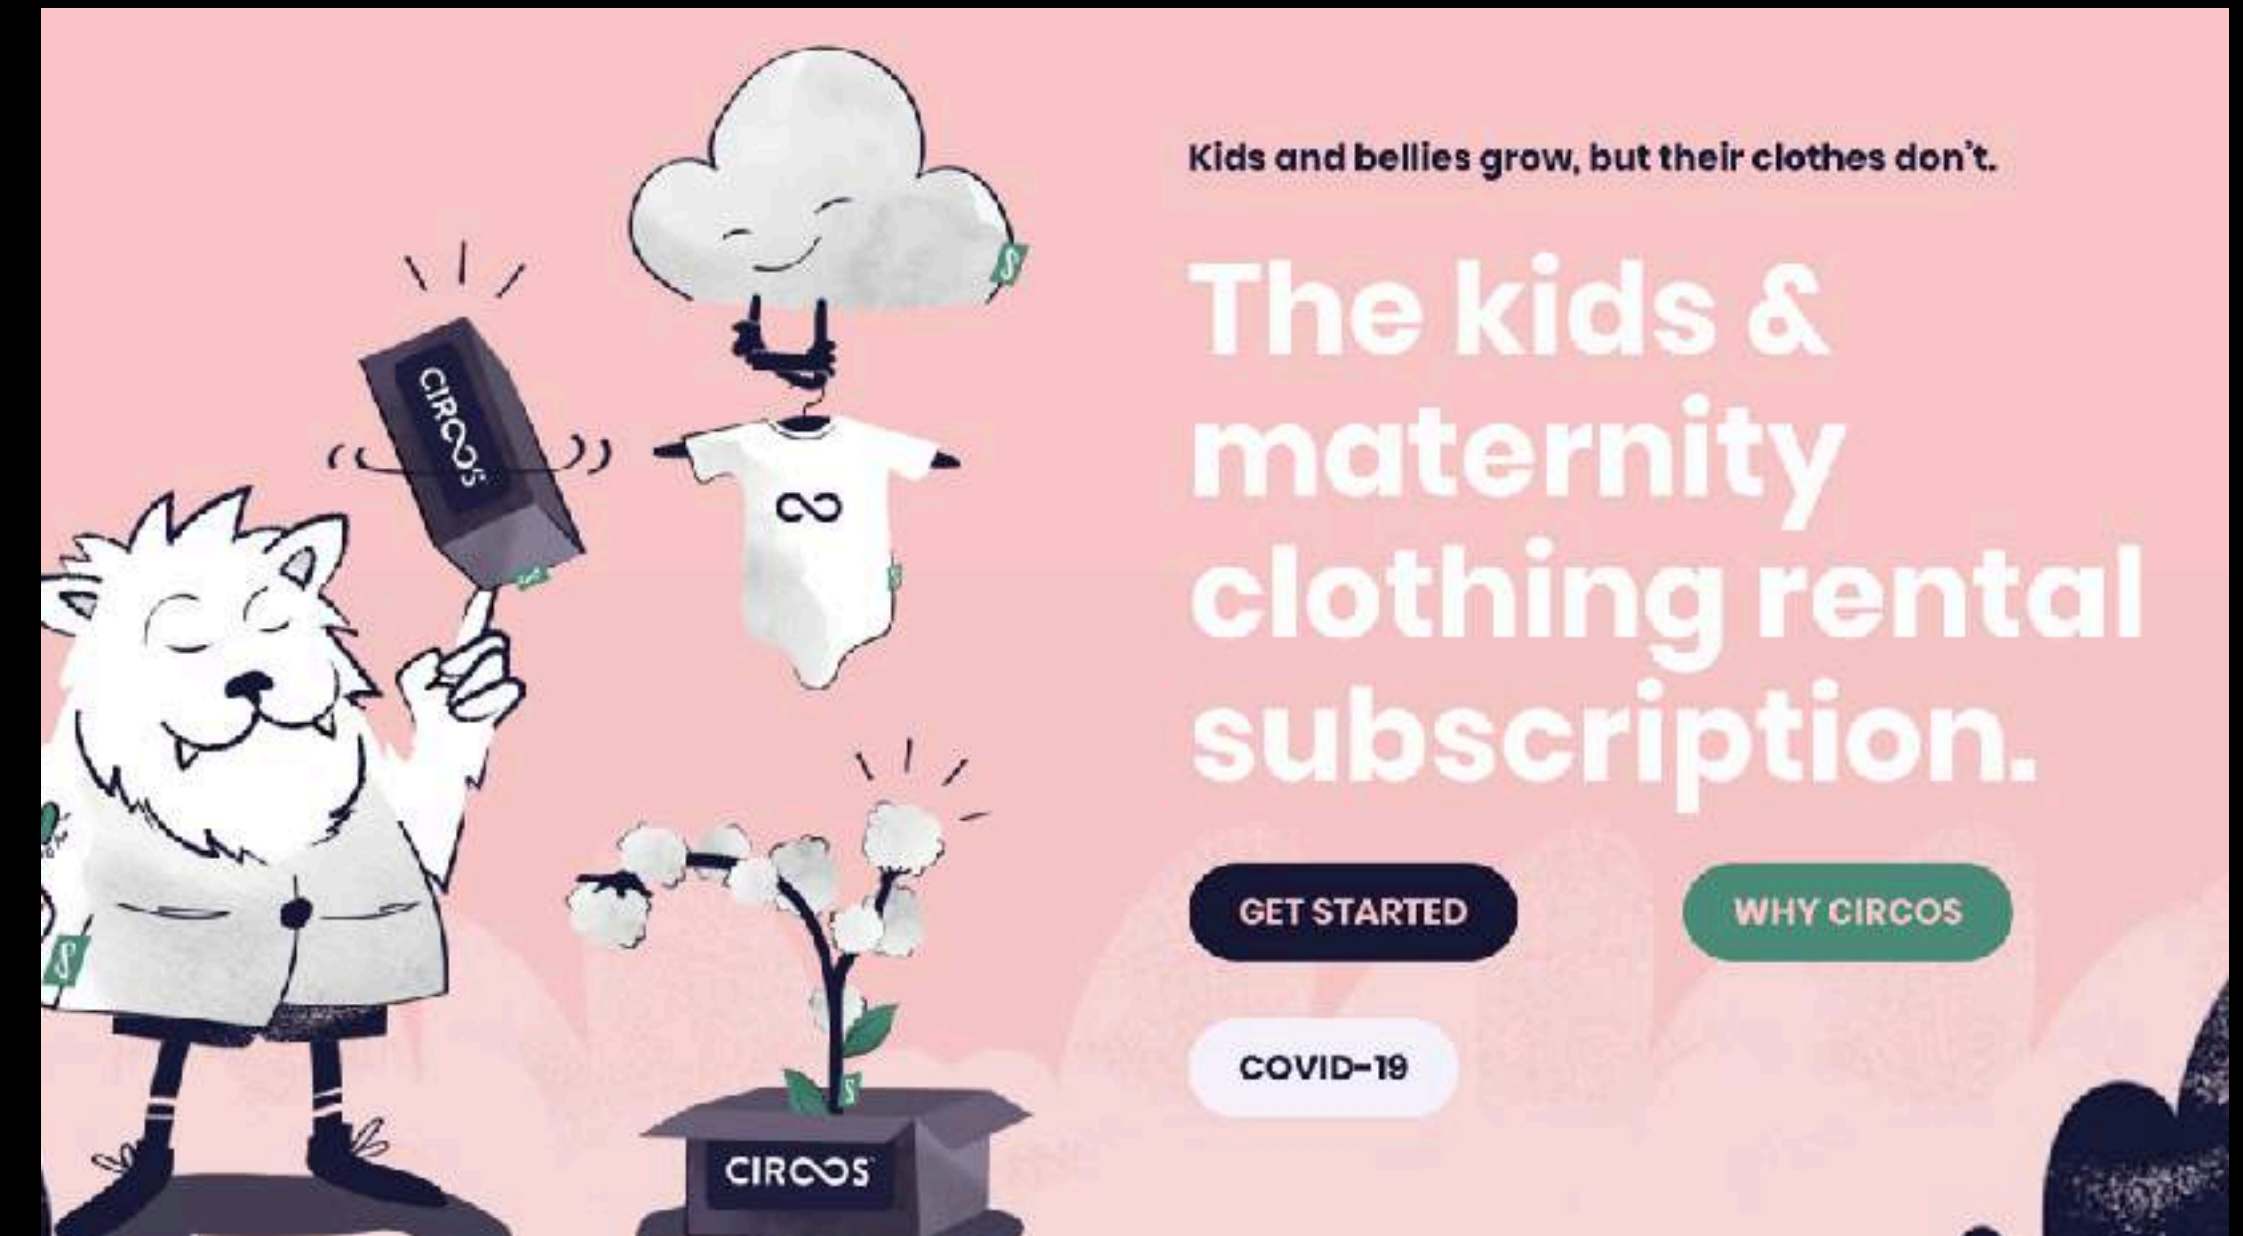 Kids and bellies grow, but their clothes don't.
The kids &
maternity
clothing rental
subscription.
GET STARTED
WHY CIRCOS
COVID-19
CIRCOS
CIRCOS